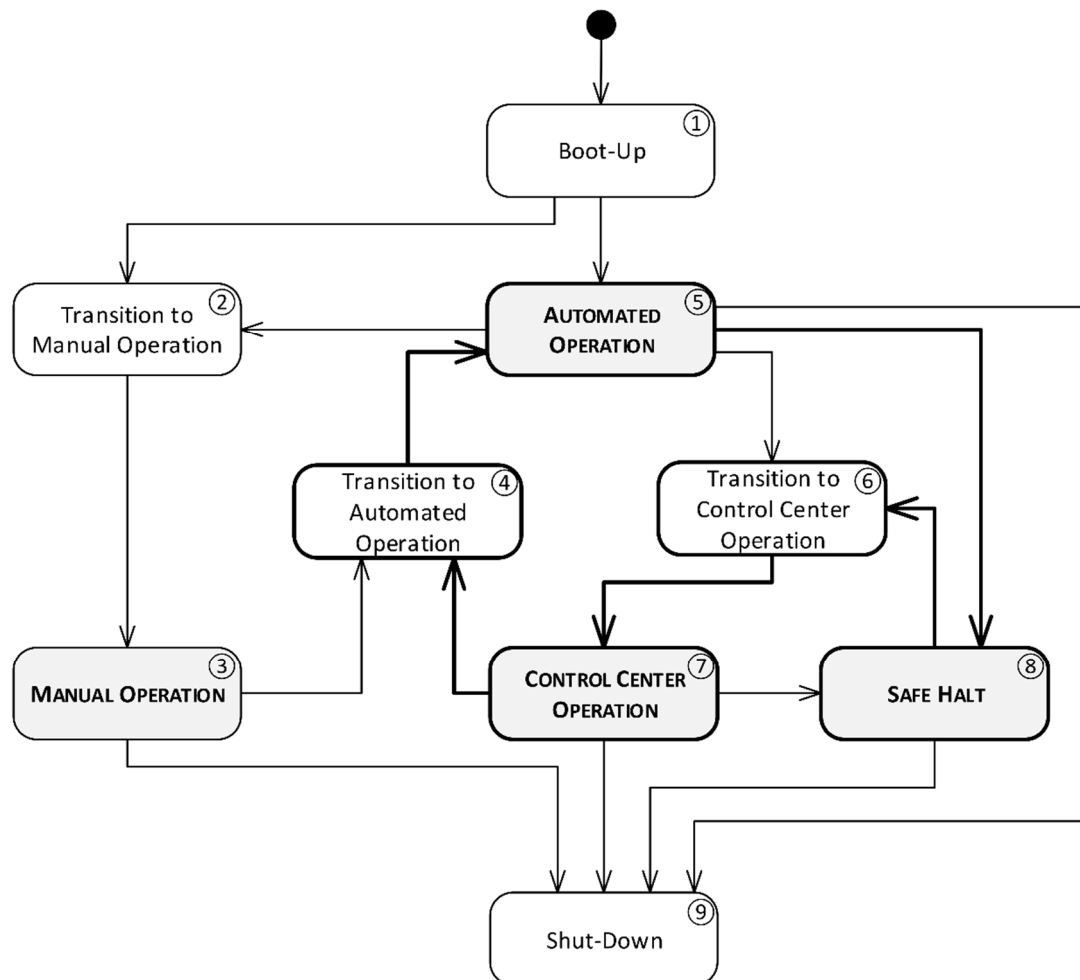 ①
Boot-Up
②
Transition to
Manual Operation
⑤
AUTOMATED
OPERATION
④
Transition to
Automated
Operation
⑥
Transition to
Control Center
Operation
③
MANUAL OPERATION
⑦
CONTROL CENTER
OPERATION
⑧
SAFE HALT
⑨
Shut-Down